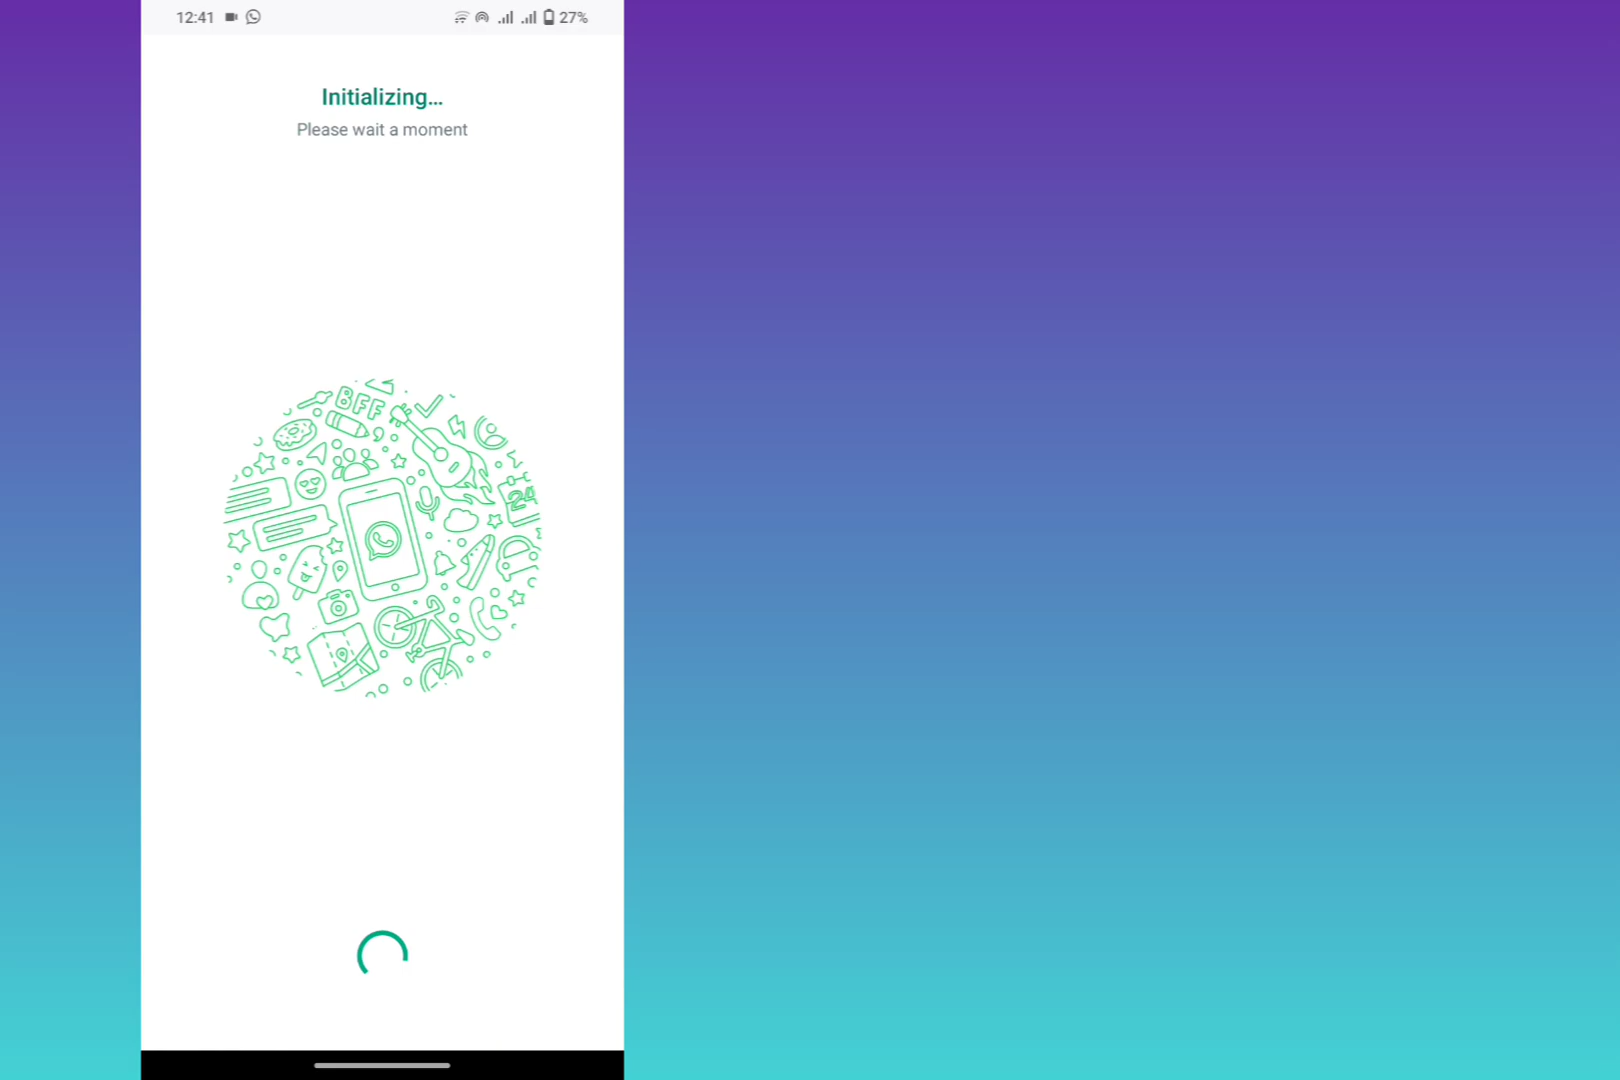 12:41
27%
Initializing...
Please wait a moment
BFF
24